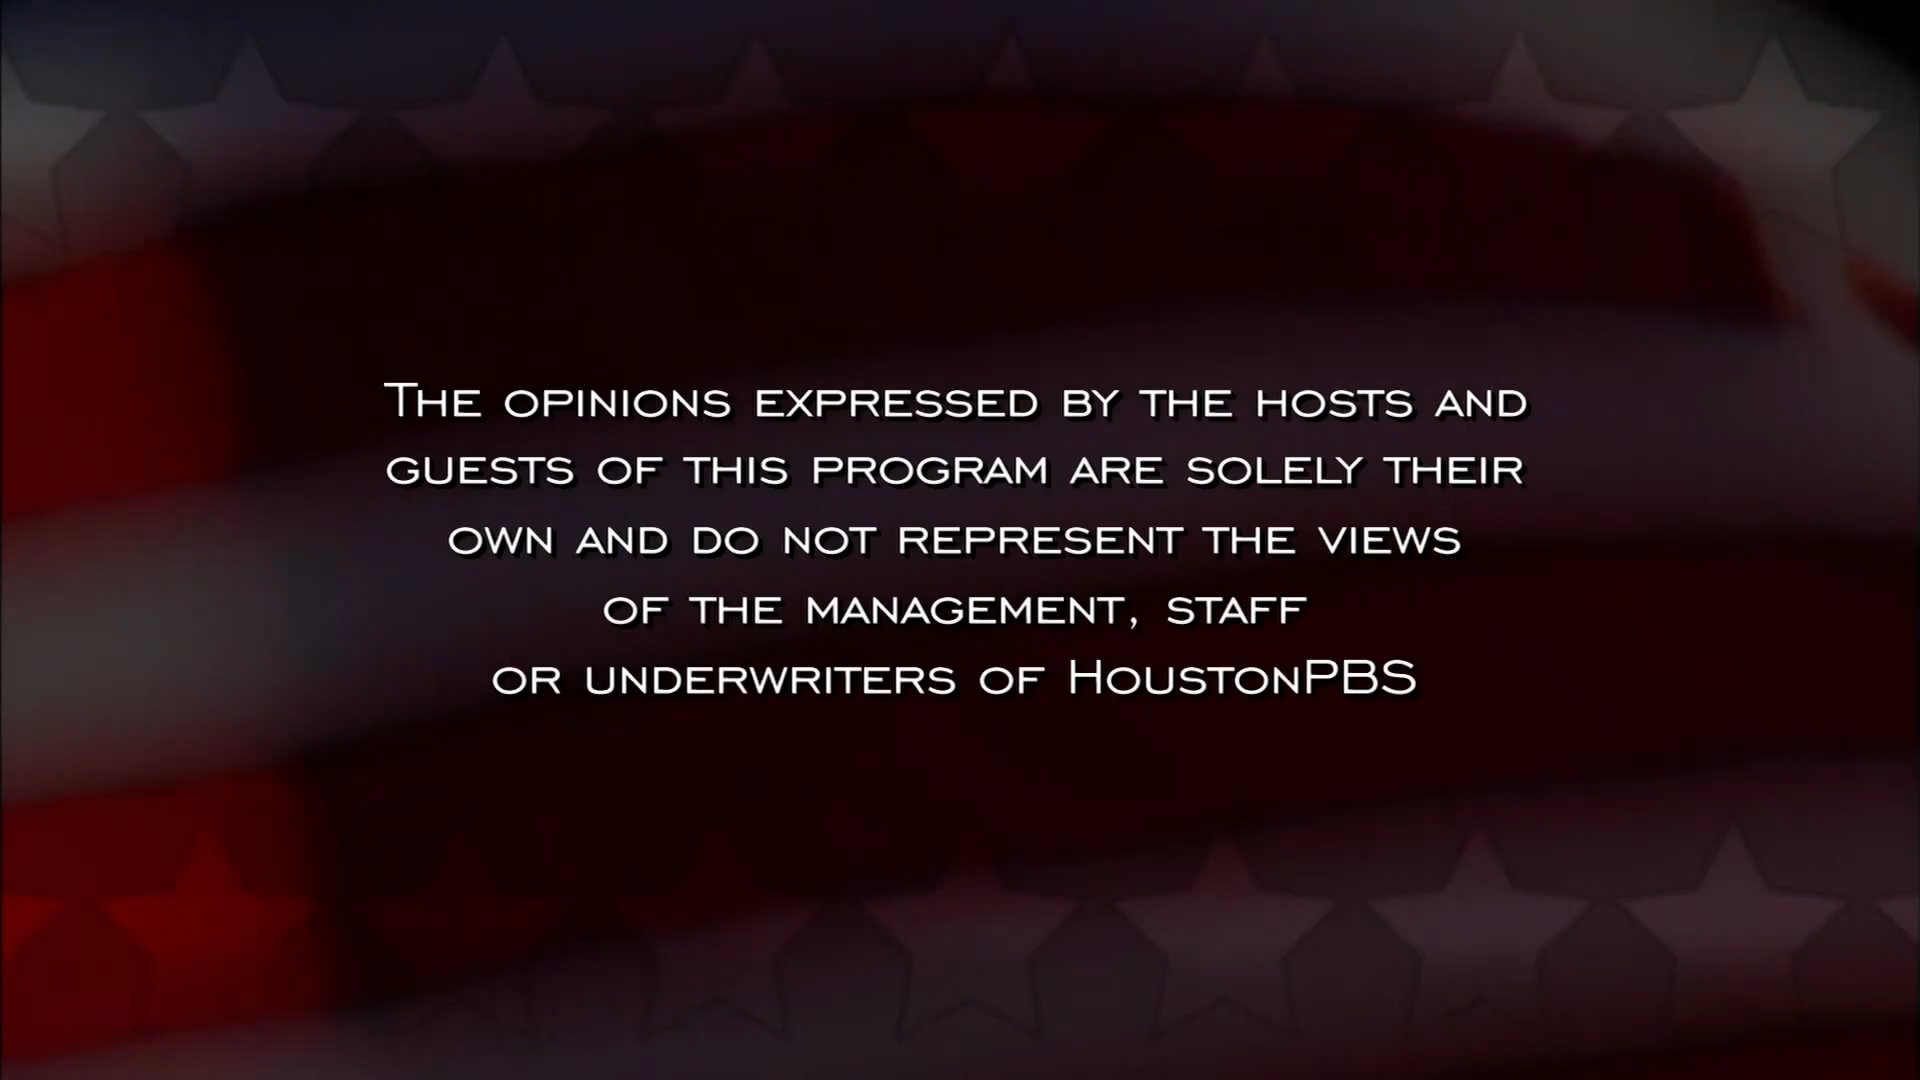 The opinions expressed by the hosts and
guests of this program are solely their
own and do not represent the views
of the management, staff
or underwriters of HoustonPBS